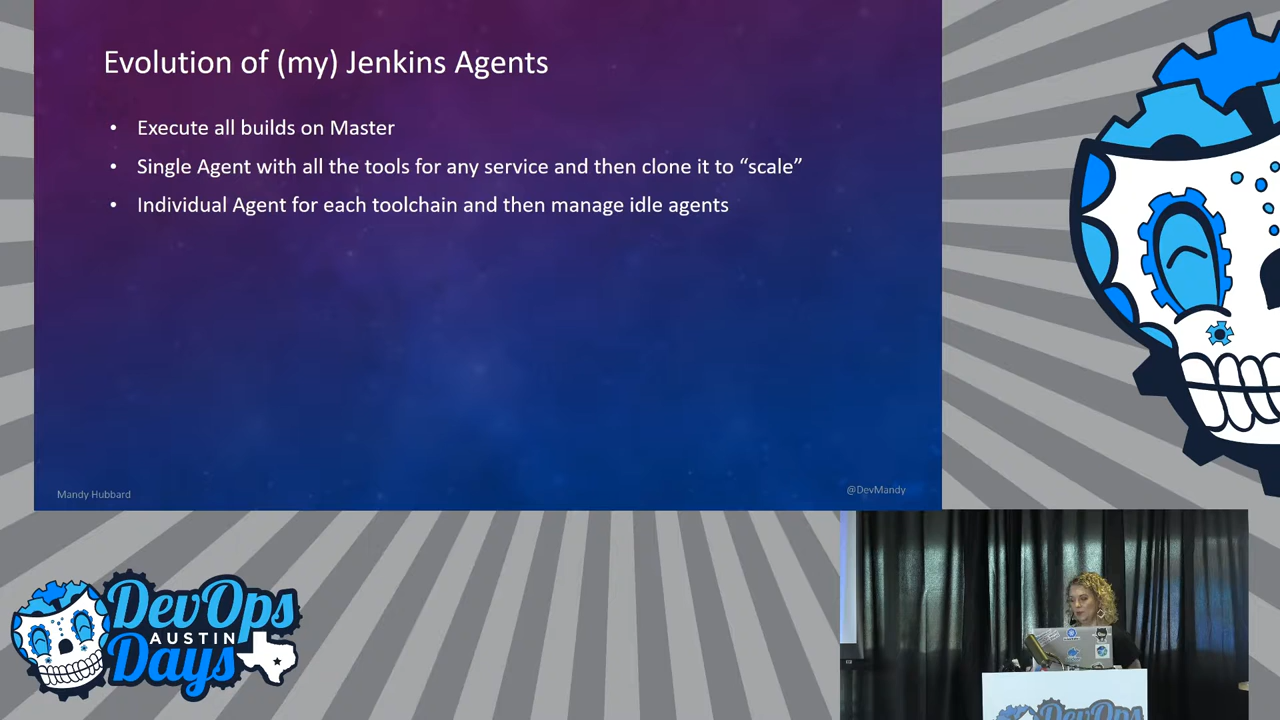 Evolution of (my) Jenkins Agents
• Execute all builds on Master
• Single Agent with all the tools for any service and then clone it to “scale”
• Individual Agent for each toolchain and then manage idle agents
Mandy Hubbard
@DevMandy
DevOps
AUSTIN
Days